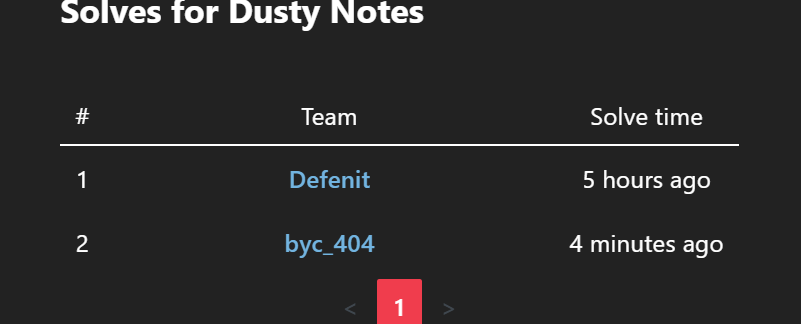 Solves for Dusty Notes
# Team Solve time
1 Defenit 5 hours ago
2 byc_404 4 minutes ago
< 1 >